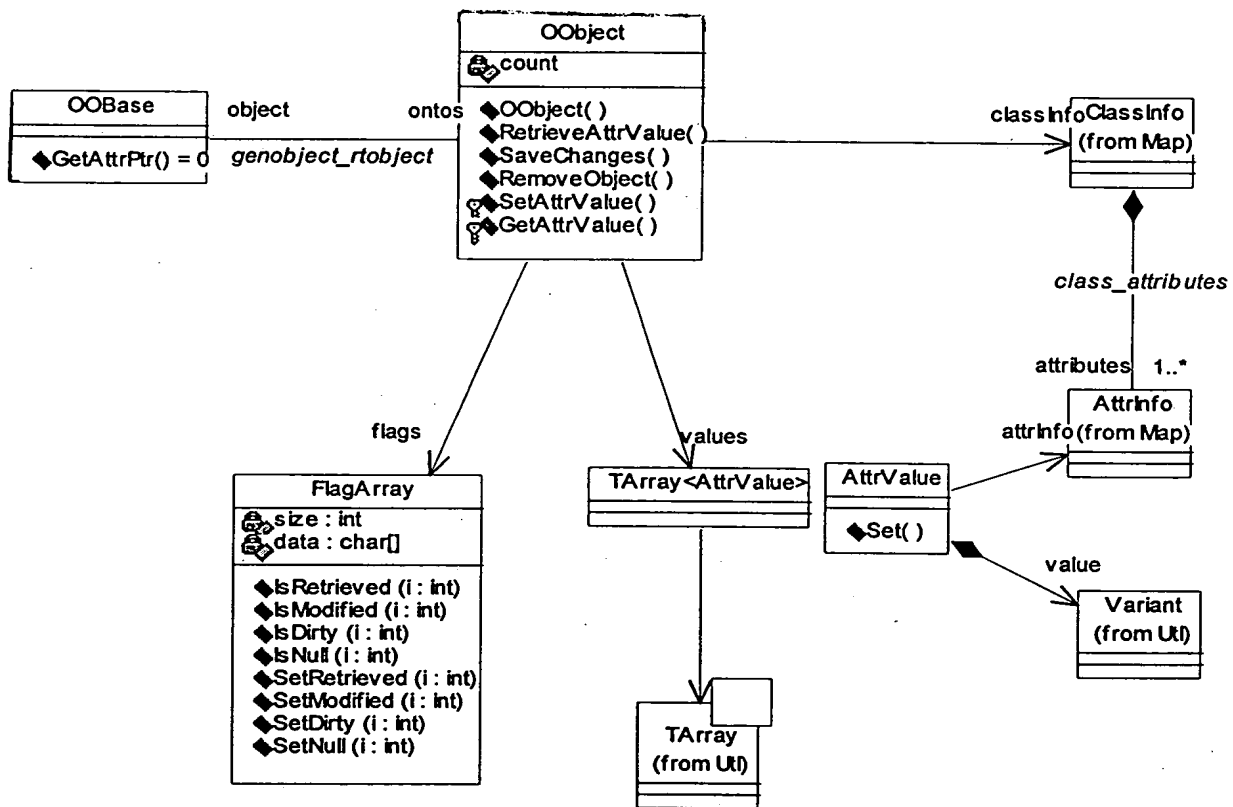 OObject
count
OObject( )
RetrieveAttrValue( )
SaveChanges( )
RemoveObject( )
SetAttrValue( )
GetAttrValue( )
OOBase
GetAttrPtr() = 0
object
ontos
genobject_rtobject
classInfo
ClassInfo
(from Map)
class_attributes
attributes 1..*
AttrInfo
(from Map)
attrInfo
flags
values
FlagArray
size : int
data : char[]
IsRetrieved (i : int)
IsModified (i : int)
IsDirty (i : int)
IsNull (i : int)
SetRetrieved (i : int)
SetModified (i : int)
SetDirty (i : int)
SetNull (i : int)
TArray<AttrValue>
AttrValue
Set( )
value
Variant
(from Utl)
TArray
(from Utl)